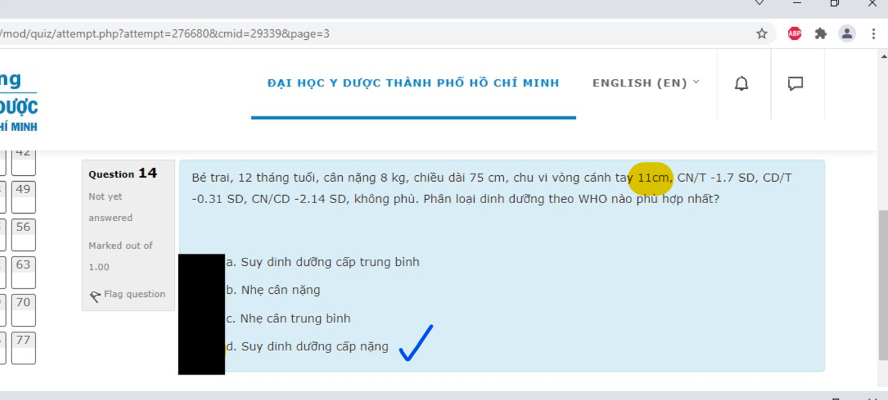 /mod/quiz/attempt.php?attempt=276680&cmid=29339&page=3
ABP
ng
ĐẠI HỌC Y DƯỢC THÀNH PHỐ HỒ CHÍ MINH
ENGLISH (EN)
DƯỢC
HÍ MINH
42
49
56
63
70
77
Question 14
Not yet
answered
Marked out of
1.00
Flag question
Bé trai, 12 tháng tuổi, cân nặng 8 kg, chiều dài 75 cm, chu vi vòng cánh tay 11cm, CN/T -1.7 SD, CD/T
-0.31 SD, CN/CD -2.14 SD, không phù. Phân loại dinh dưỡng theo WHO nào phù hợp nhất?
a. Suy dinh dưỡng cấp trung bình
b. Nhẹ cân nặng
c. Nhẹ cân trung bình
d. Suy dinh dưỡng cấp nặng